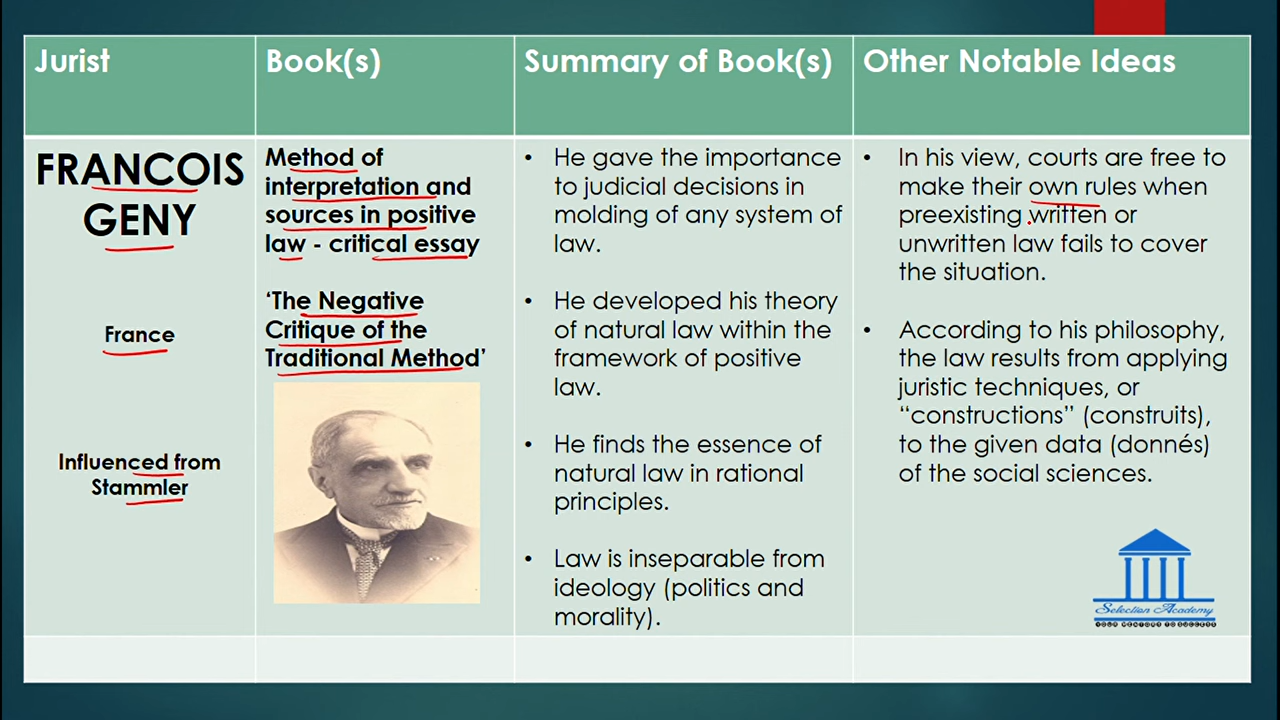 Jurist
Book(s)
Summary of Book(s)
Other Notable Ideas
FRANCOIS
GENY
France
Influenced from
Stammler
Method of
interpretation and
sources in positive
law - critical essay
‘The Negative
Critique of the
Traditional Method’
• He gave the importance
to judicial decisions in
molding of any system of
law.
• He developed his theory
of natural law within the
framework of positive
law.
• He finds the essence of
natural law in rational
principles.
• Law is inseparable from
ideology (politics and
morality).
• In his view, courts are free to
make their own rules when
preexisting written or
unwritten law fails to cover
the situation.
• According to his philosophy,
the law results from applying
juristic techniques, or
“constructions” (construits),
to the given data (donnés)
of the social sciences.
Selection Academy
YOUR MENTORS TO SUCCESS